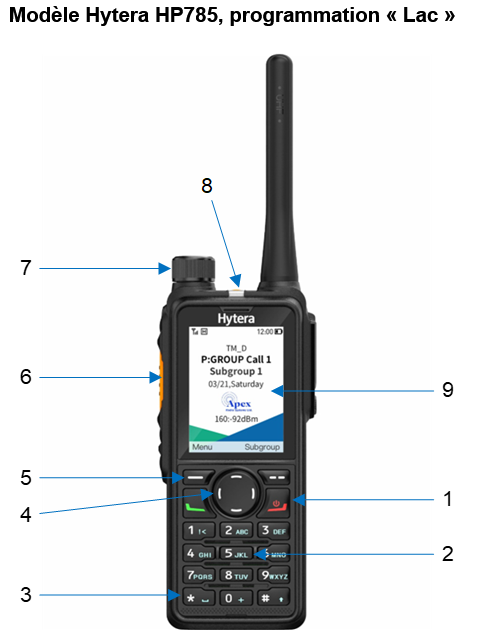 Modèle Hytera HP785, programmation « Lac »
8
7
Hytera
12:00
TM_D
P:GROUP Call 1
Subgroup 1
03/21,Saturday
Apex
160:-92dBm
Menu Subgroup
6
9
5
4
1
1 2 ABC 3 DEF
4 GHI 5 JKL 6 MNO
2
7PQRS 8 TUV 9WXYZ
3
* 0 + #